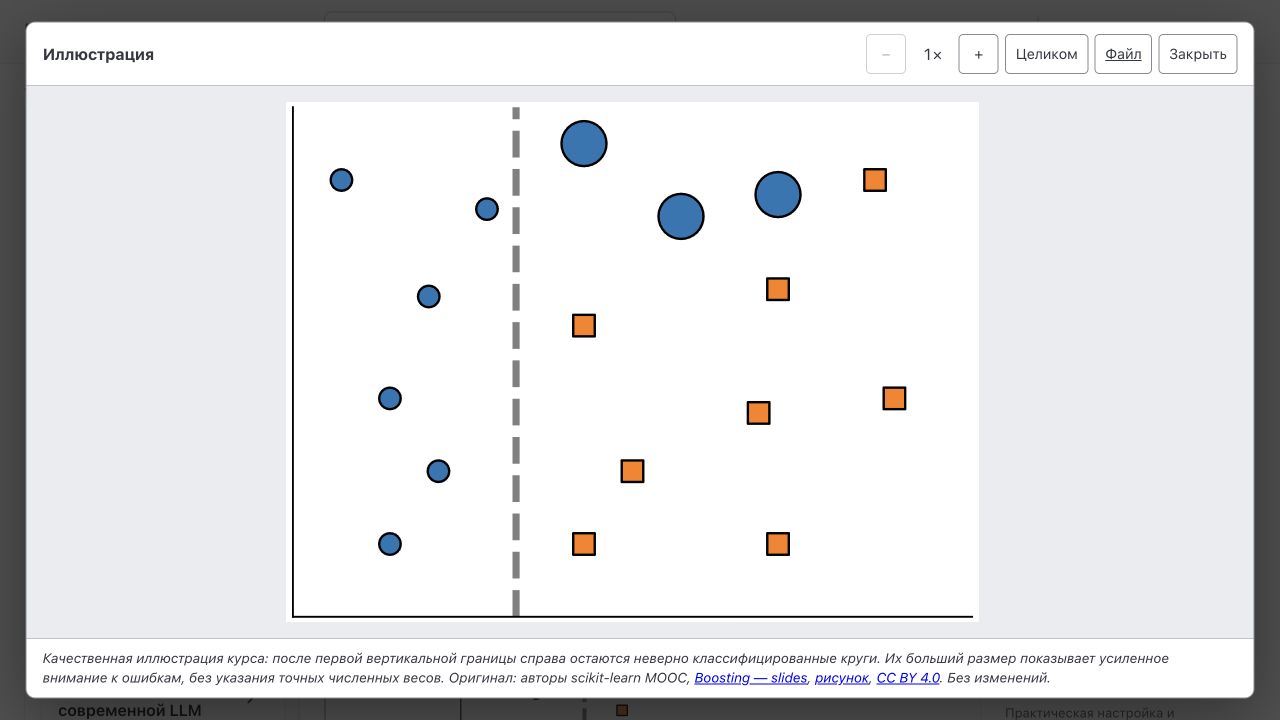 Иллюстрация
−
1×
+
Целиком
Файл
Закрыть
Качественная иллюстрация курса: после первой вертикальной границы справа остаются неверно классифицированные круги. Их больший размер показывает усиленное
внимание к ошибкам, без указания точных численных весов. Оригинал: авторы scikit-learn MOOC, Boosting — slides, рисунок, CC BY 4.0. Без изменений.
современной LLM
Практическая настройка и